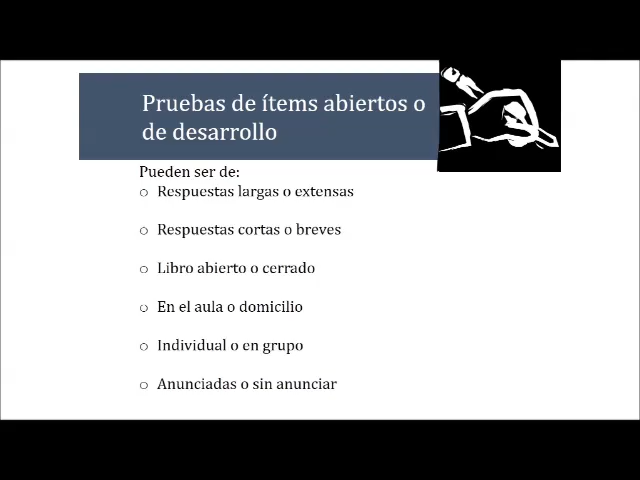 Pruebas de ítems abiertos o
de desarrollo
Pueden ser de:
o Respuestas largas o extensas
o Respuestas cortas o breves
o Libro abierto o cerrado
o En el aula o domicilio
o Individual o en grupo
o Anunciadas o sin anunciar